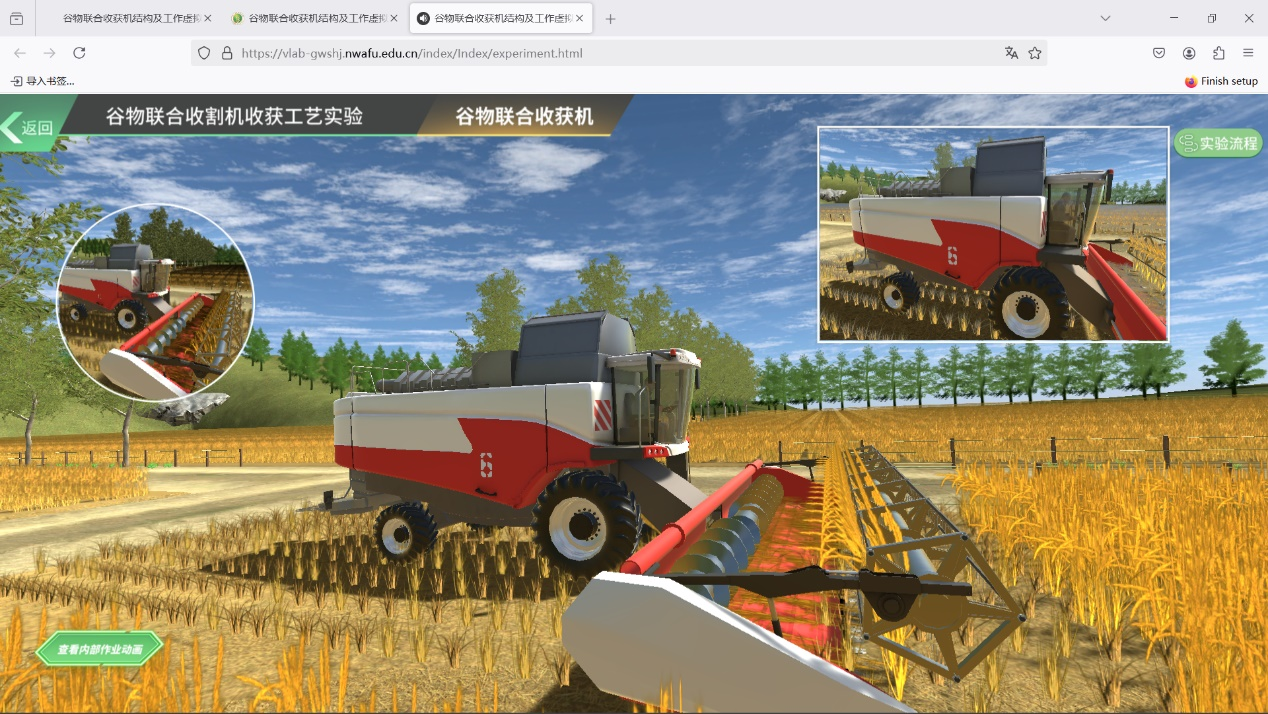 谷物联合收获机结构及工作虚拟
谷物联合收获机结构及工作虚拟
谷物联合收获机结构及工作虚拟
https://vlab-gwshj.nwafu.edu.cn/index/Index/experiment.html
导入书签...
Finish setup
返回
谷物联合收割机收获工艺实验
谷物联合收获机
实验流程
6
6
查看内部作业动画